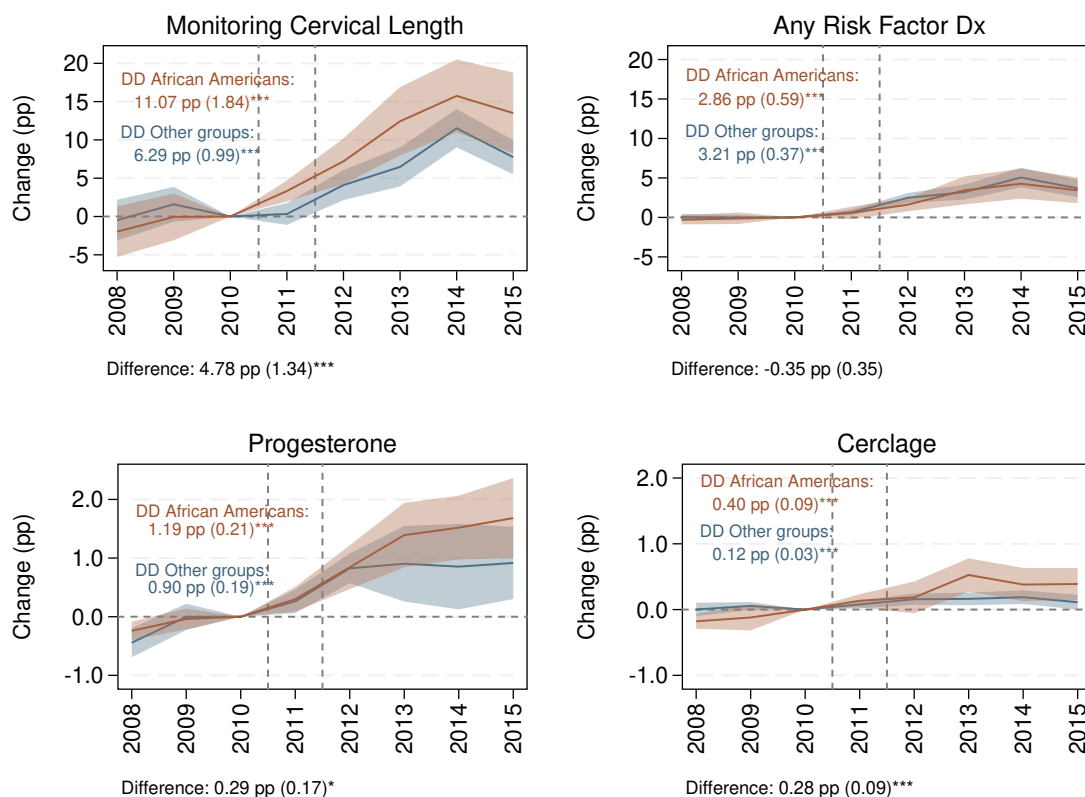 Monitoring Cervical Length
Change (pp)
20
15
10
5
0
-5
DD African Americans:
11.07 pp (1.84)***
DD Other groups:
6.29 pp (0.99)***
2008 2009 2010 2011 2012 2013 2014 2015
Difference: 4.78 pp (1.34)***
Any Risk Factor Dx
Change (pp)
20
15
10
5
0
-5
DD African Americans:
2.86 pp (0.59)***
DD Other groups:
3.21 pp (0.37)***
2008 2009 2010 2011 2012 2013 2014 2015
Difference: -0.35 pp (0.35)
Progesterone
Change (pp)
2.0
1.0
0.0
-1.0
DD African Americans:
1.19 pp (0.21)***
DD Other groups:
0.90 pp (0.19)***
2008 2009 2010 2011 2012 2013 2014 2015
Difference: 0.29 pp (0.17)*
Cerclage
Change (pp)
2.0
1.0
0.0
-1.0
DD African Americans:
0.40 pp (0.09)***
DD Other groups:
0.12 pp (0.03)***
2008 2009 2010 2011 2012 2013 2014 2015
Difference: 0.28 pp (0.09)***